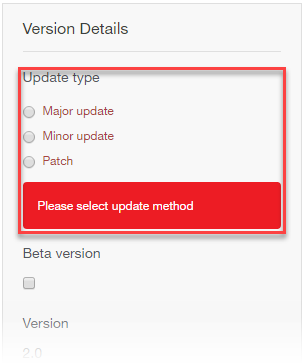 Version Details
Update type
Major update
Minor update
Patch
Please select update method
Beta version
Version
2.0